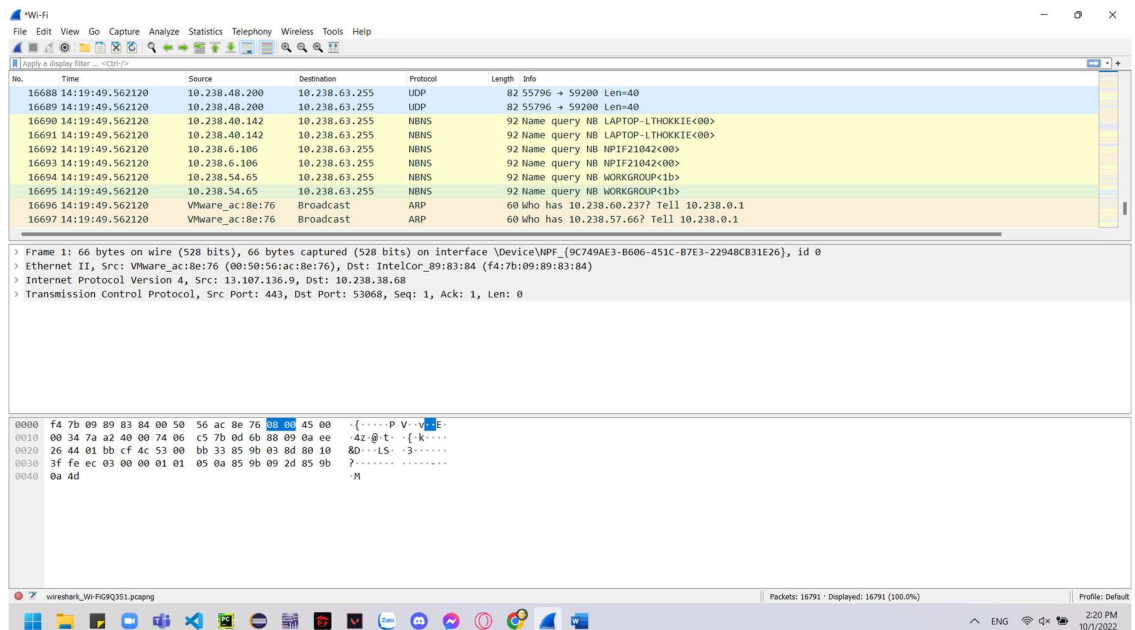 *Wi-Fi
File Edit View Go Capture Analyze Statistics Telephony Wireless Tools Help
Apply a display filter ... <Ctrl-/>
No. Time Source Destination Protocol Length Info
16688 14:19:49.562120 10.238.48.200 10.238.63.255 UDP 82 55796 → 59200 Len=40
16689 14:19:49.562120 10.238.48.200 10.238.63.255 UDP 82 55796 → 59200 Len=40
16690 14:19:49.562120 10.238.40.142 10.238.63.255 NBNS 92 Name query NB LAPTOP-LTHOKKIE<00>
16691 14:19:49.562120 10.238.40.142 10.238.63.255 NBNS 92 Name query NB LAPTOP-LTHOKKIE<00>
16692 14:19:49.562120 10.238.6.106 10.238.63.255 NBNS 92 Name query NB NPIF21042<00>
16693 14:19:49.562120 10.238.6.106 10.238.63.255 NBNS 92 Name query NB NPIF21042<00>
16694 14:19:49.562120 10.238.54.65 10.238.63.255 NBNS 92 Name query NB WORKGROUP<1b>
16695 14:19:49.562120 10.238.54.65 10.238.63.255 NBNS 92 Name query NB WORKGROUP<1b>
16696 14:19:49.562120 VMware_ac:8e:76 Broadcast ARP 60 Who has 10.238.60.237? Tell 10.238.0.1
16697 14:19:49.562120 VMware_ac:8e:76 Broadcast ARP 60 Who has 10.238.57.66? Tell 10.238.0.1
> Frame 1: 66 bytes on wire (528 bits), 66 bytes captured (528 bits) on interface \Device\NPF_{9C749AE3-B606-451C-B7E3-22948CB31E26}, id 0
> Ethernet II, Src: VMware_ac:8e:76 (00:50:56:ac:8e:76), Dst: IntelCor_89:83:84 (f4:7b:09:89:83:84)
> Internet Protocol Version 4, Src: 13.107.136.9, Dst: 10.238.38.68
> Transmission Control Protocol, Src Port: 443, Dst Port: 53068, Seq: 1, Ack: 1, Len: 0
0000 f4 7b 09 89 83 84 00 50 56 ac 8e 76 08 00 45 00 ·{·····P V··v··E·
0010 00 34 7a a2 40 00 74 06 c5 7b 0d 6b 88 09 0a ee ·4z·@·t· ·{·k····
0020 26 44 01 bb cf 4c 53 00 bb 33 85 9b 03 8d 80 10 &D···LS· ·3······
0030 3f fe ec 03 00 00 01 01 05 0a 85 9b 09 2d 85 9b ?······· ·····-··
0040 0a 4d ·M
wireshark_Wi-FiG9Q3S1.pcapng Packets: 16791 · Displayed: 16791 (100.0%) Profile: Default
Zalo ENG 2:20 PM
10/1/2022